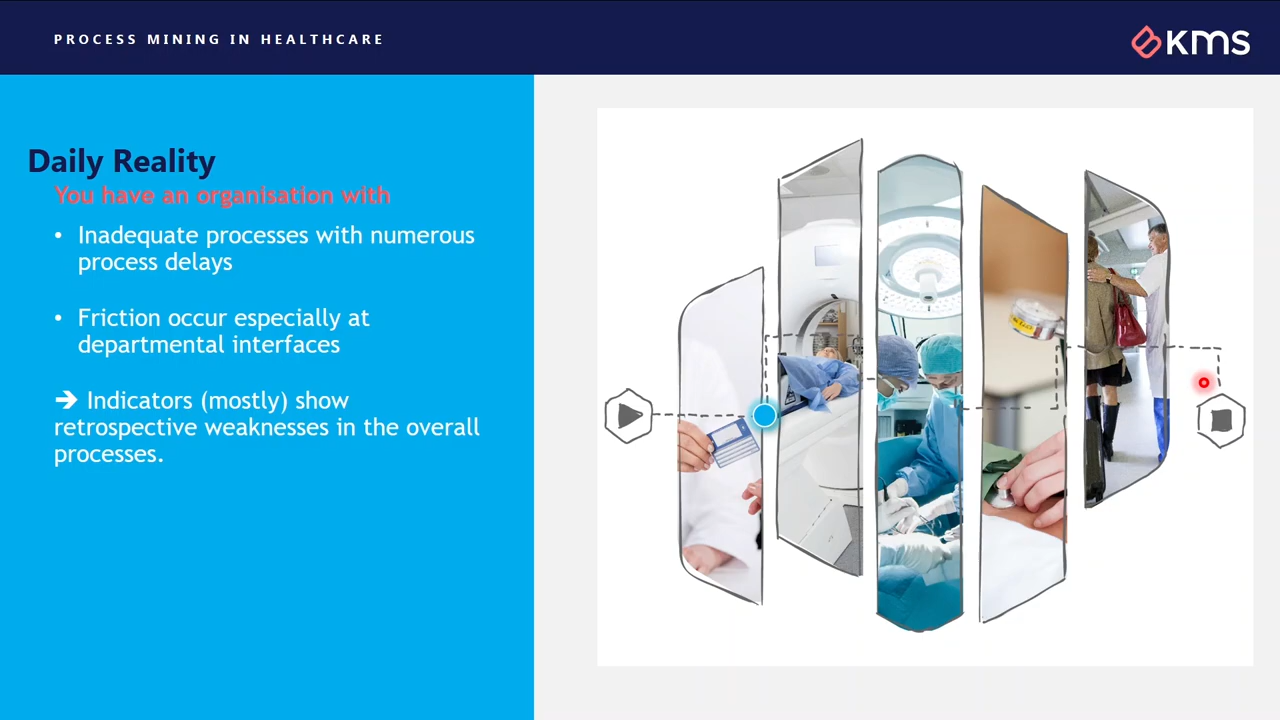 PROCESS MINING IN HEALTHCARE
KMS
Daily Reality
You have an organisation with
• Inadequate processes with numerous
process delays
• Friction occur especially at
departmental interfaces
➔ Indicators (mostly) show
retrospective weaknesses in the overall
processes.